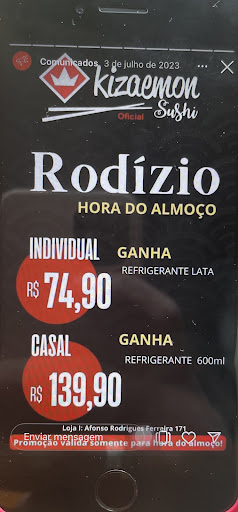 Comunicados 3 de julho de 2023
kizaemon
Sushi
Oficial
Rodízio
HORA DO ALMOÇO
INDIVIDUAL GANHA
REFRIGERANTE LATA
R$ 74,90
CASAL GANHA
REFRIGERANTE 600ml
R$ 139,90
Loja I: Afonso Rodrigues Ferreira 171
Enviar mensagem
Promoção válida somente para hora do almoço!